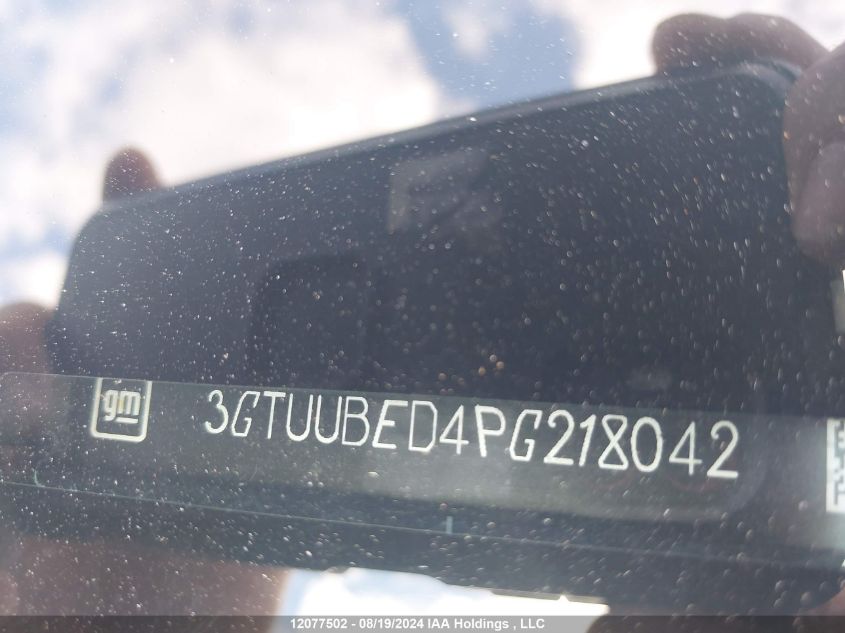 gm 3GTUUBED4PG218042
12077502 - 08/19/2024 IAA Holdings , LLC